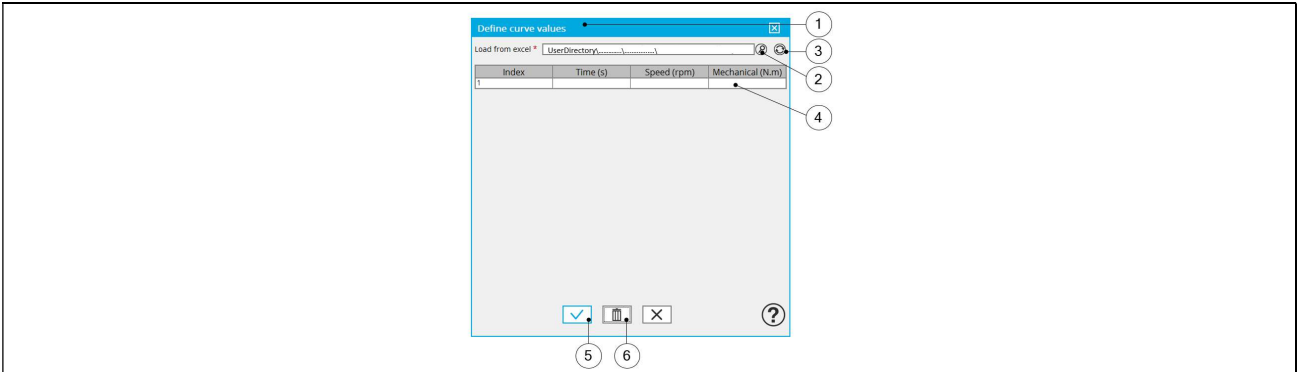 Define curve values
1
Load from excel * UserDirectory\..............\..............\
3
2
Index Time (s) Speed (rpm) Mechanical (N.m)
1
4
?
5 6